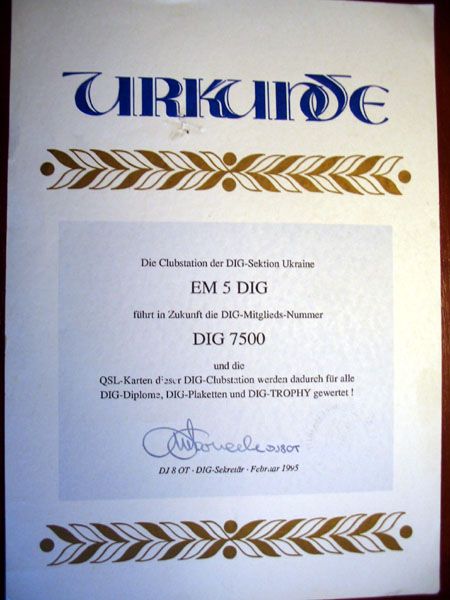 URKUNDE
Die Clubstation der DIG-Sektion Ukraine
EM 5 DIG
führt in Zukunft die DIG-Mitglieds-Nummer
DIG 7500
und die
QSL-Karten dieser DIG-Clubstation werden dadurch für alle
DIG-Diplome, DIG-Plaketten und DIG-TROPHY gewertet !
DJ8OT
DJ 8 OT - DIG-Sekretär - Februar 1995